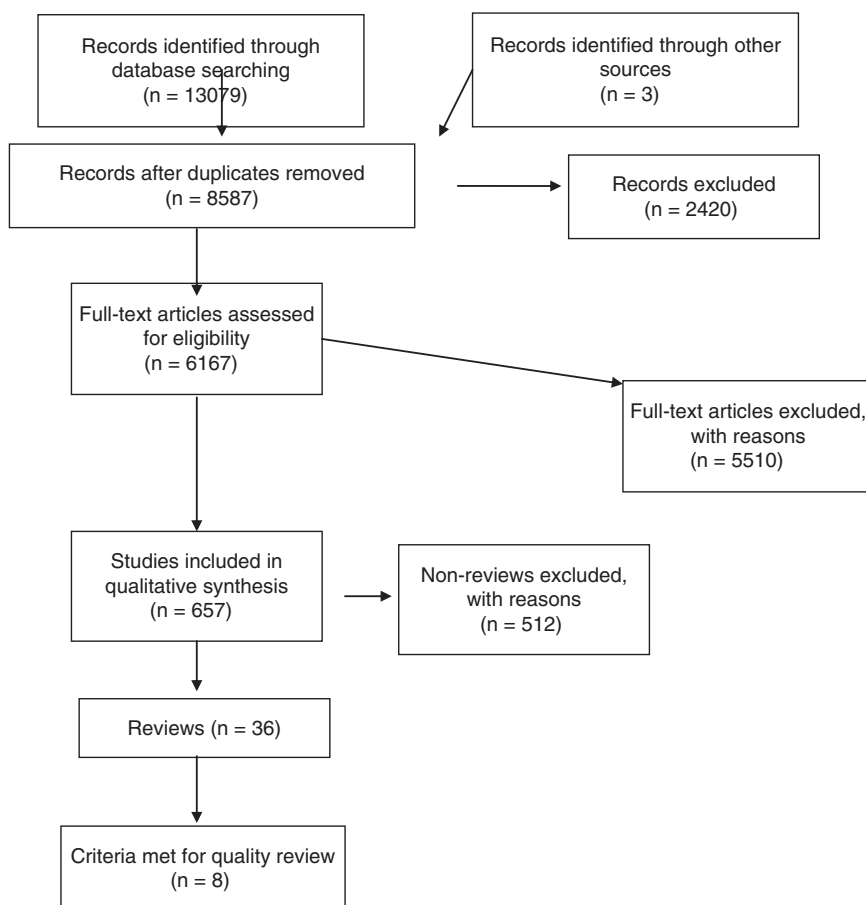 Records identified through
database searching
(n = 13079)
Records identified through other
sources
(n = 3)
Records after duplicates removed
(n = 8587)
Records excluded
(n = 2420)
Full-text articles assessed
for eligibility
(n = 6167)
Full-text articles excluded,
with reasons
(n = 5510)
Studies included in
qualitative synthesis
(n = 657)
Non-reviews excluded,
with reasons
(n = 512)
Reviews (n = 36)
Criteria met for quality review
(n = 8)